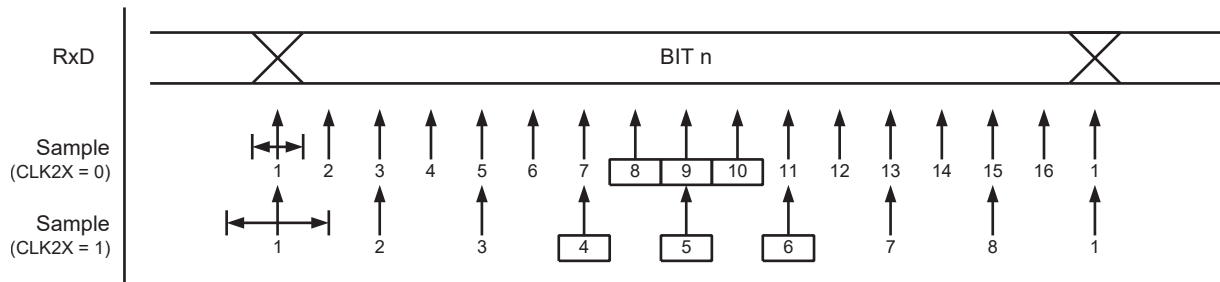 RxD BIT n
Sample
(CLK2X = 0) 1 2 3 4 5 6 7 8 9 10 11 12 13 14 15 16 1
Sample
(CLK2X = 1) 1 2 3 4 5 6 7 8 1